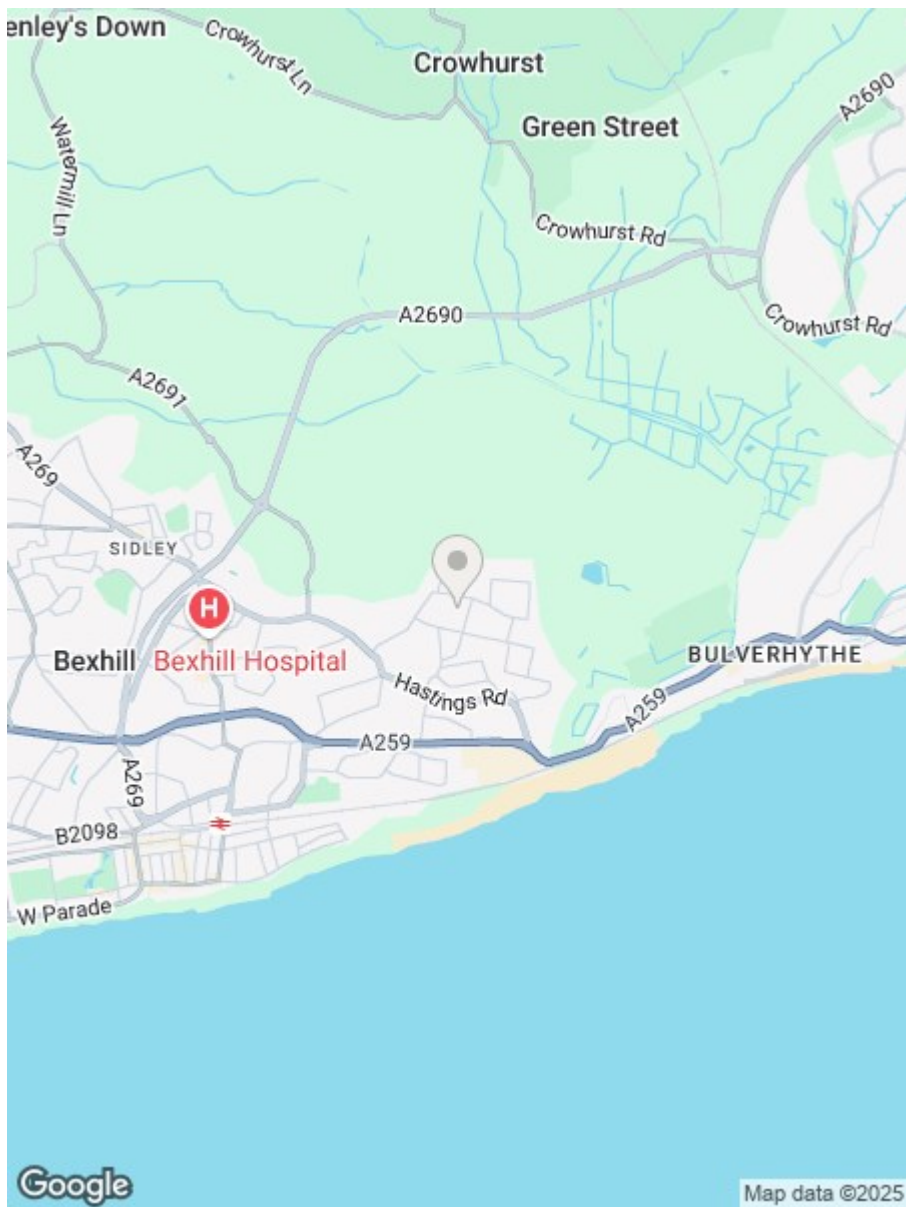 enley's Down
Crowhurst Ln
Crowhurst
Green Street
A2690
Watermill Ln
Crowhurst Rd
A2690
Crowhurst Rd
A2691
A269
SIDLEY
H
Bexhill
Bexhill Hospital
BULVERHYTHE
Hastings Rd
A259
A259
A269
B2098
W Parade
Google
Map data ©2025